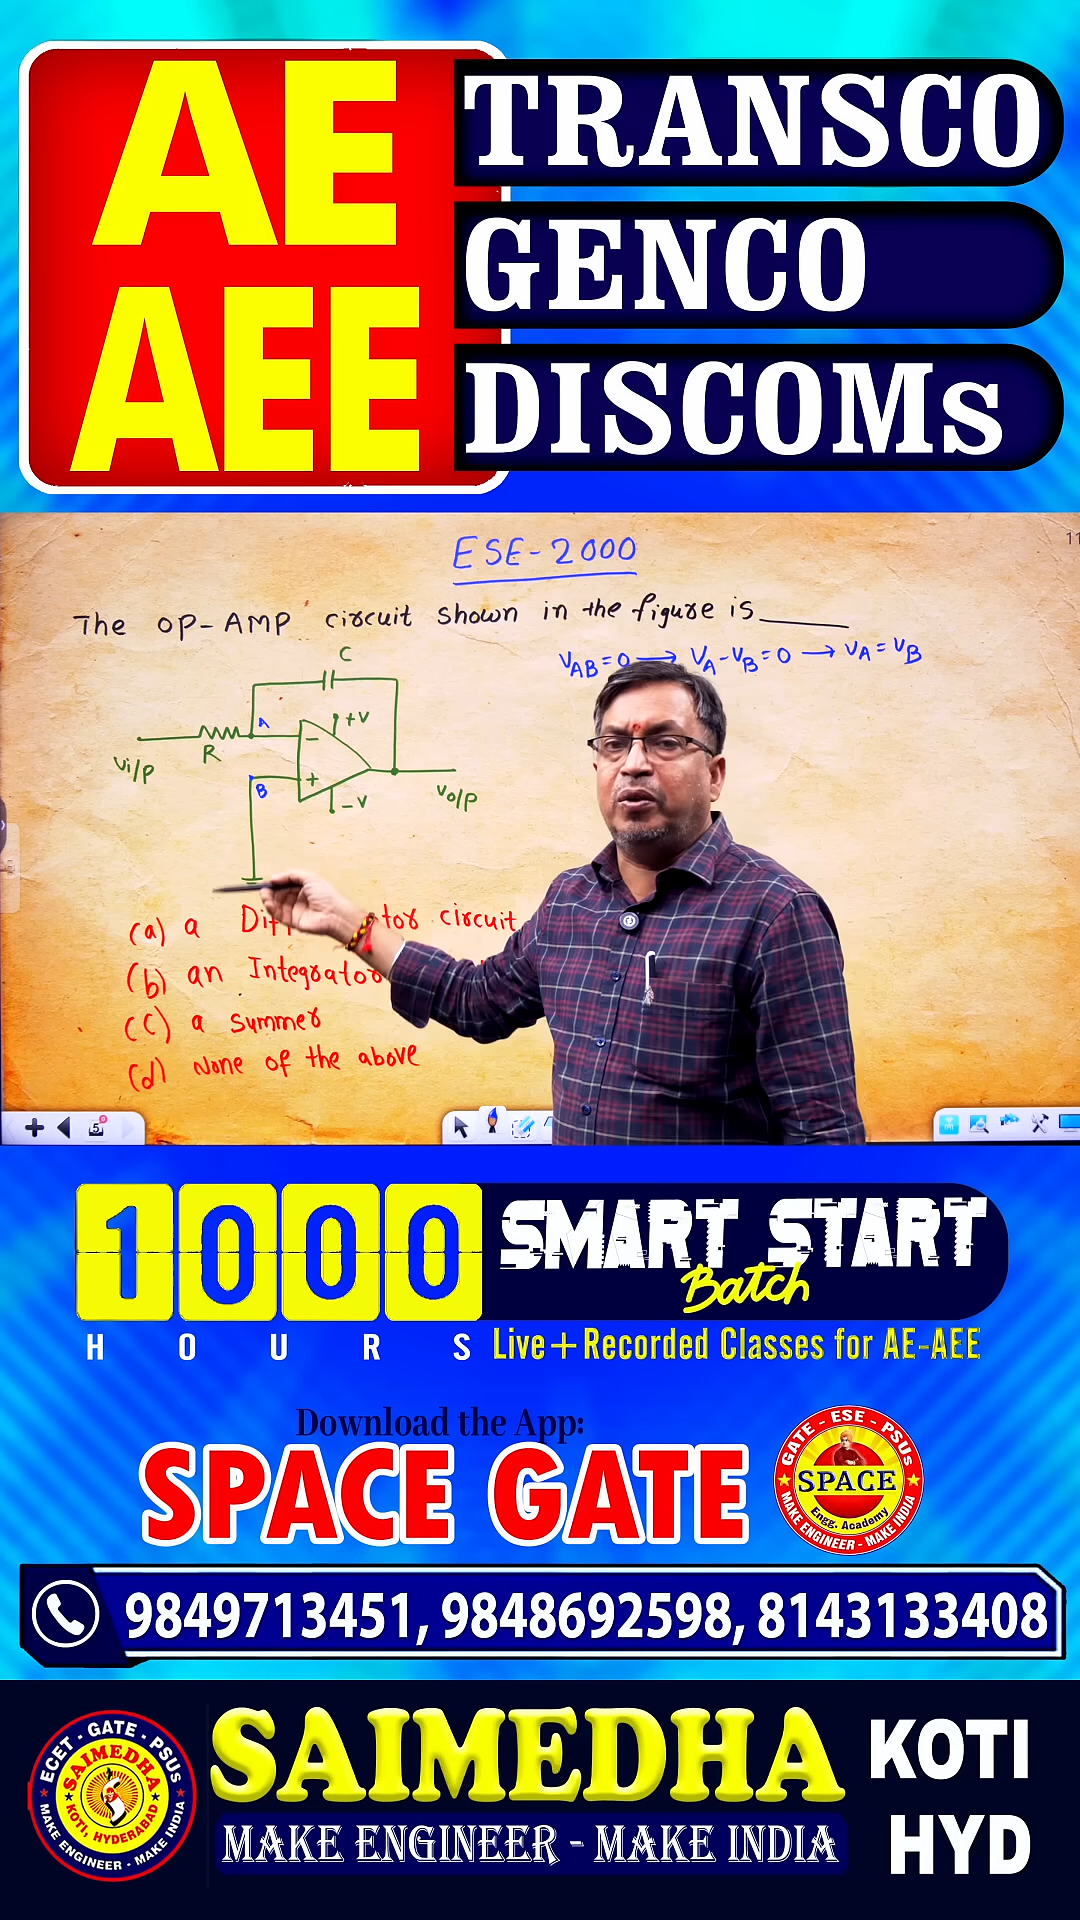 AE
AEE
TRANSCO
GENCO
DISCOMs
11
ESE-2000
The OP-AMP circuit shown in the figure is
VAB=0 → VA-VB=0 → VA=VB
C
A
+V
R
-
Vi/P
B
+
-V
Vo/P
(a) a circuit
(b) an Integrator
(c) a Summer
(d) None of the above
5
1000
HOURS
SMART START
Batch
Live+Recorded Classes for AE-AEE
Download the App:
SPACE GATE
GATE - ESE - PSUs
SPACE
Engg. Academy
MAKE ENGINEER - MAKE INDIA
9849713451, 9848692598, 8143133408
ECET - GATE - PSUs
SAIMEDHA
KOTI, HYDERABAD
MAKE ENGINEER - MAKE INDIA
SAIMEDHA
MAKE ENGINEER - MAKE INDIA
KOTI
HYD